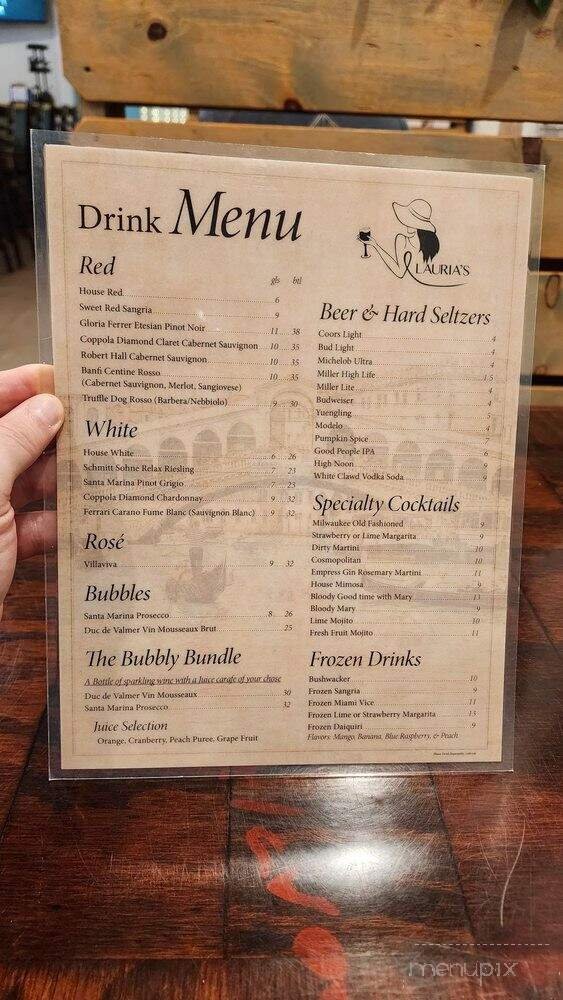 Drink Menu
LAURIA'S
Red
gls btl
House Red 6
Sweet Red Sangria 9
Gloria Ferrer Etesian Pinot Noir 11 38
Coppola Diamond Claret Cabernet Sauvignon 10 35
Robert Hall Cabernet Sauvignon 10 35
Banfi Centine Rosso 10 35
(Cabernet Sauvignon, Merlot, Sangiovese)
Truffle Dog Rosso (Barbera/Nebbiolo) 9 30
White
House White 6 26
Schmitt Sohne Relax Riesling 7 23
Santa Marina Pinot Grigio 7 23
Coppola Diamond Chardonnay 9 32
Ferrari Carano Fume Blanc (Sauvignon Blanc) 9 32
Rosé
Villaviva 9 32
Bubbles
Santa Marina Prosecco 8 26
Duc de Valmer Vin Mousseaux Brut 25
The Bubbly Bundle
A Bottle of sparkling wine with a Juice carafe of your chose
Duc de Valmer Vin Mousseaux 30
Santa Marina Prosecco 32
Juice Selection
Orange, Cranberry, Peach Puree, Grape Fruit
Beer & Hard Seltzers
Coors Light 4
Bud Light 4
Michelob Ultra 4
Miller High Life
Miller Lite 4
Budweiser 4
Yuengling
Modelo 4
Pumpkin Spice 7
Good People IPA 6
High Noon 9
White Clawd Vodka Soda 9
Specialty Cocktails
Milwaukee Old Fashioned 9
Strawberry or Lime Margarita 9
Dirty Martini 10
Cosmopolitan 10
Empress Gin Rosemary Martini 11
House Mimosa 9
Bloody Good time with Mary 13
Bloody Mary 9
Lime Mojito 10
Fresh Fruit Mojito 11
Frozen Drinks
Bushwacker 10
Frozen Sangria 9
Frozen Miami Vice 11
Frozen Lime or Strawberry Margarita 13
Frozen Daiquiri 9
Flavors: Mango, Banana, Blue Raspberry, & Peach
menupix